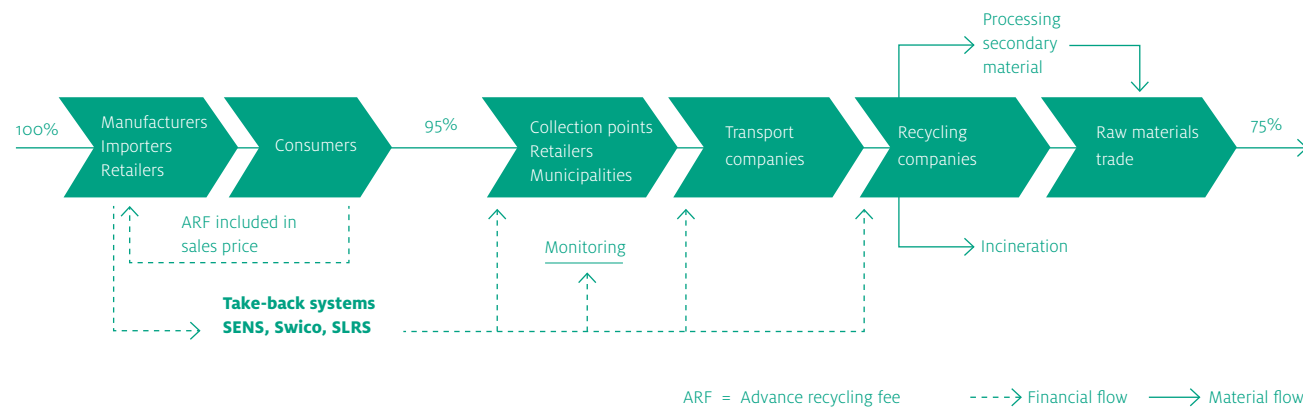 Processing
secondary
material
100%
Manufacturers
Importers
Retailers
Consumers
95%
Collection points
Retailers
Municipalities
Transport
companies
Recycling
companies
Raw materials
trade
75%
ARF included in
sales price
Monitoring
Incineration
Take-back systems
SENS, Swico, SLRS
ARF = Advance recycling fee
Financial flow
Material flow